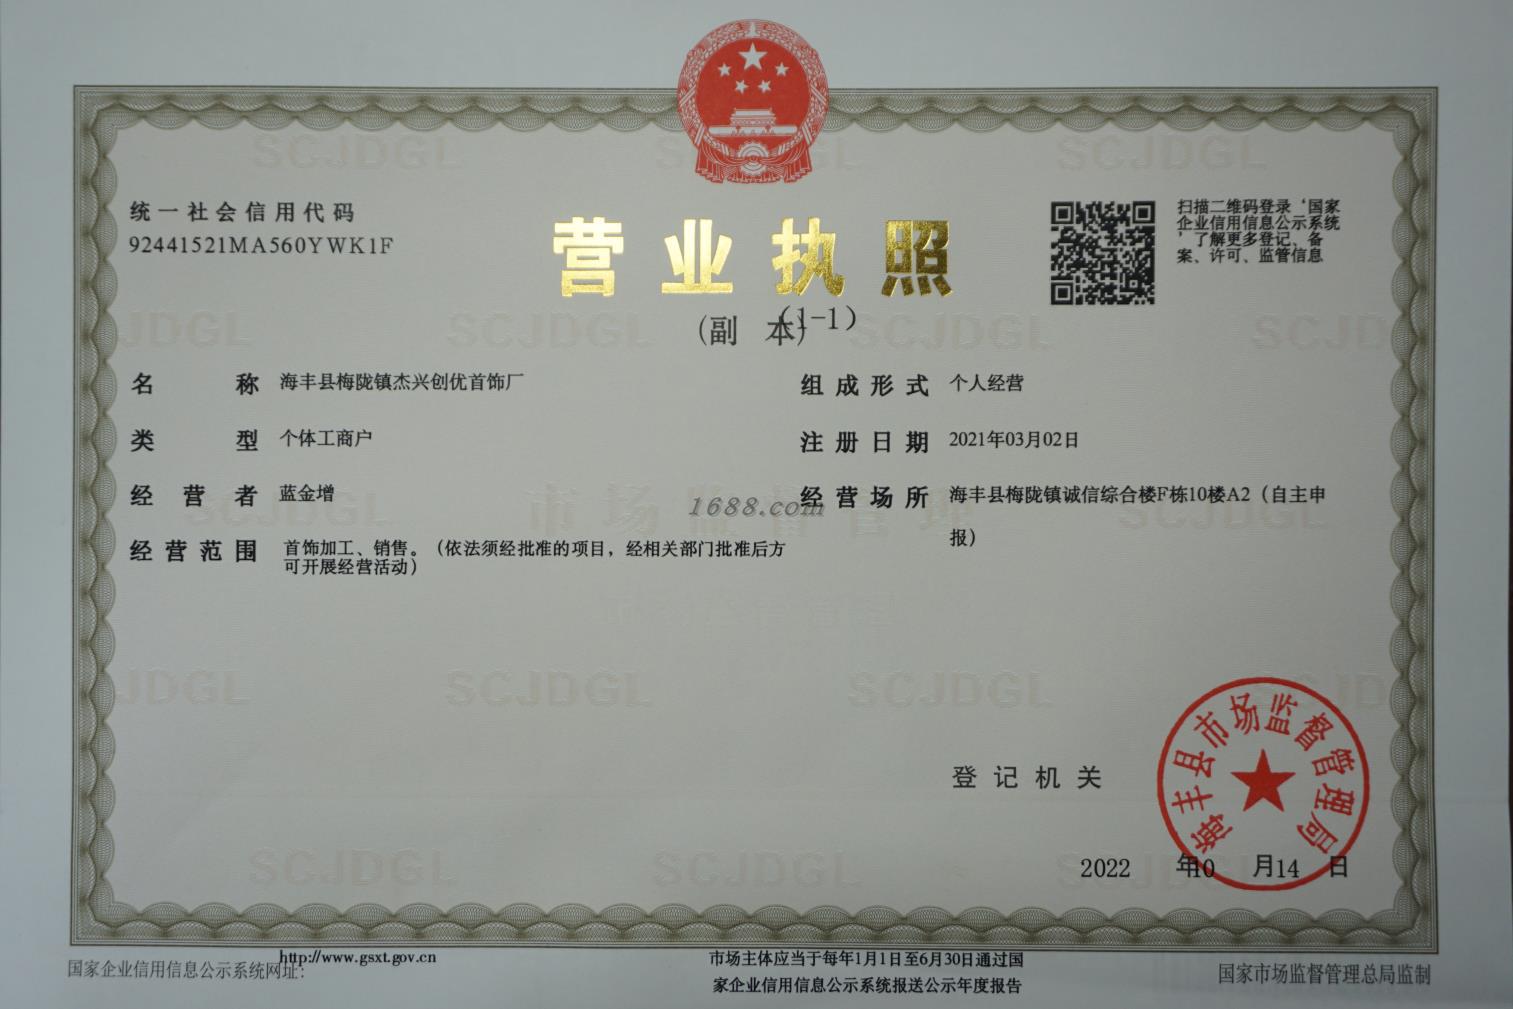 统一社会信用代码
92441521MA560YWK1F
营业执照
(副 本)
(1-1)
扫描二维码登录‘国家
企业信用信息公示系统
’了解更多登记、备
案、许可、监管信息
名 称 海丰县梅陇镇杰兴创优首饰厂
类 型 个体工商户
经 营 者 蓝金增
经 营 范 围 首饰加工、销售。（依法须经批准的项目，经相关部门批准后方
可开展经营活动）
组 成 形 式 个人经营
注 册 日 期 2021年03月02日
经 营 场 所 海丰县梅陇镇诚信综合楼F栋10楼A2（自主申
报）
1688.com
SCJDGL
市场监督管理
登 记 机 关
海丰县市场监督管理局
2022 年10 月14 日
国家企业信用信息公示系统网址: http://www.gsxt.gov.cn
市场主体应当于每年1月1日至6月30日通过国
家企业信用信息公示系统报送公示年度报告
国家市场监督管理总局监制